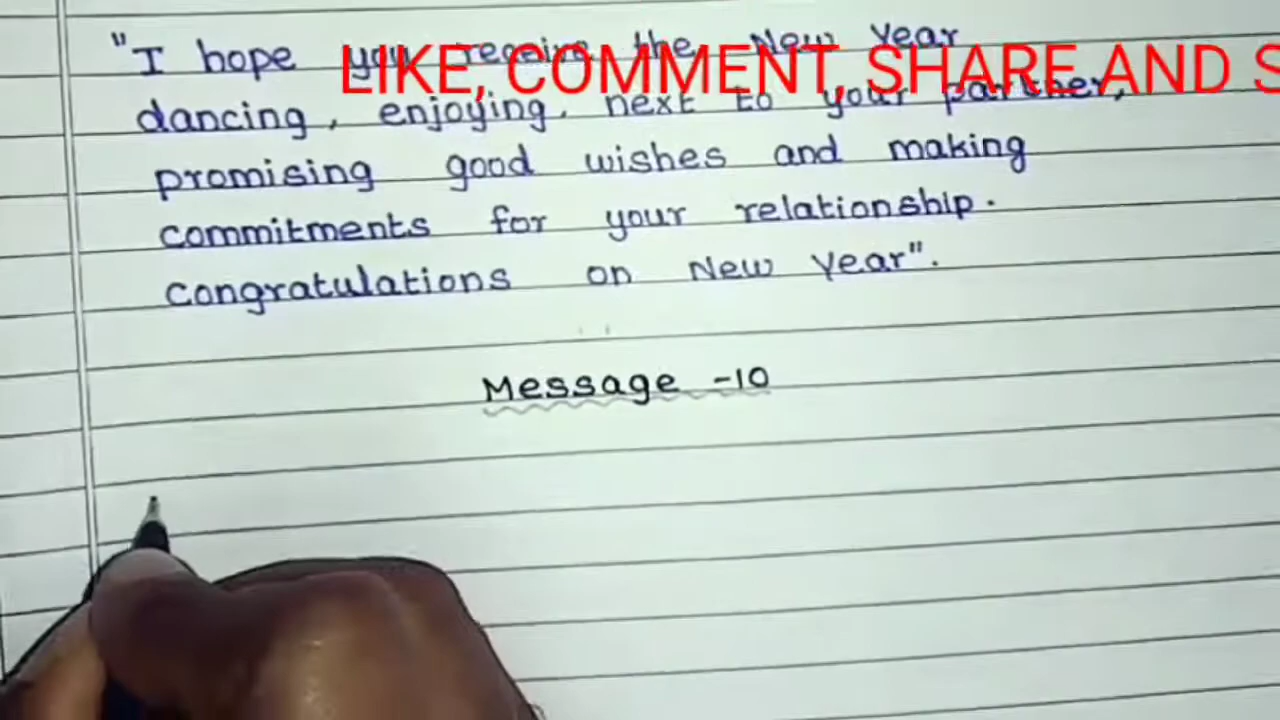 "I hope you receive the New Year
LIKE, COMMENT, SHARE AND S
dancing, enjoying, next to your partner,
promising good wishes and making
commitments for your relationship.
congratulations on New Year".
Message -10